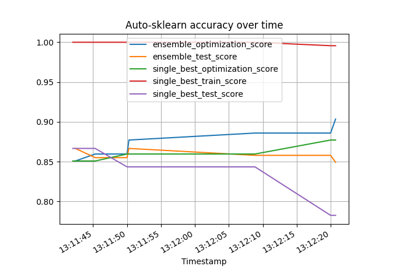 Auto-sklearn accuracy over time
1.00
0.95
0.90
0.85
0.80
ensemble_optimization_score
ensemble_test_score
single_best_optimization_score
single_best_train_score
single_best_test_score
13:11:45
13:11:50
13:11:55
13:12:00
13:12:05
13:12:10
13:12:15
13:12:20
Timestamp